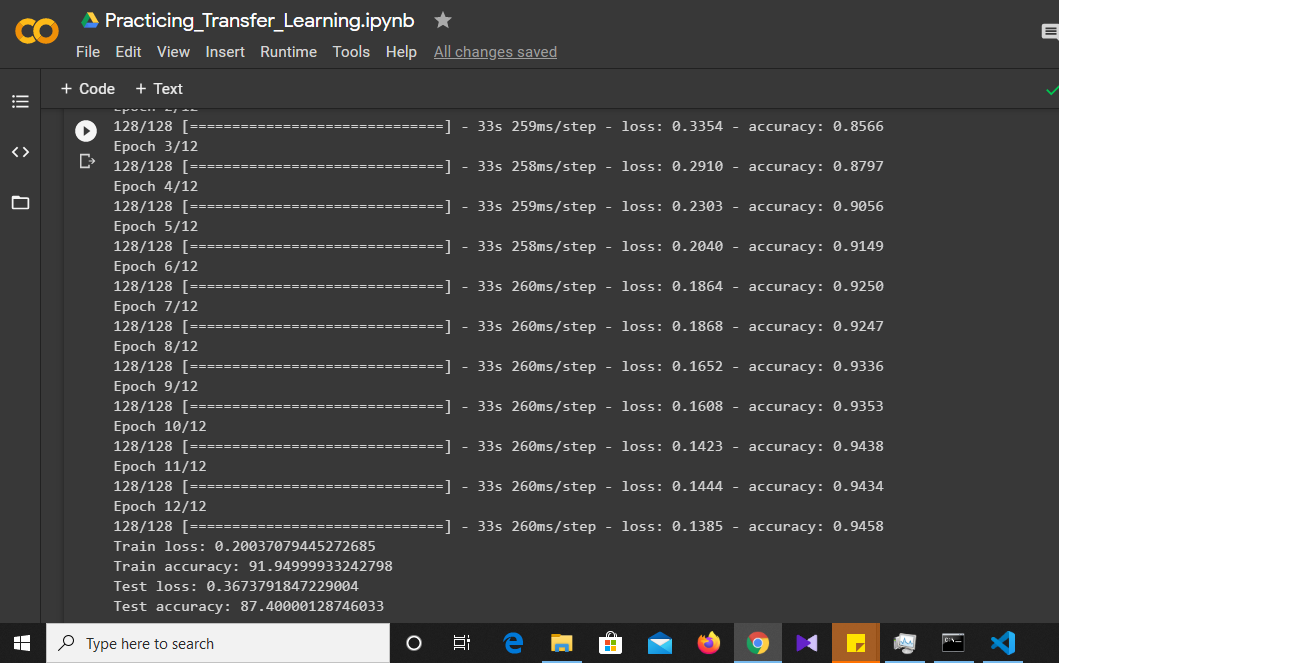 Practicing_Transfer_Learning.ipynb
File Edit View Insert Runtime Tools Help All changes saved
+ Code + Text
Epoch 2/12
128/128 [==============================] - 33s 259ms/step - loss: 0.3354 - accuracy: 0.8566
Epoch 3/12
128/128 [==============================] - 33s 258ms/step - loss: 0.2910 - accuracy: 0.8797
Epoch 4/12
128/128 [==============================] - 33s 259ms/step - loss: 0.2303 - accuracy: 0.9056
Epoch 5/12
128/128 [==============================] - 33s 258ms/step - loss: 0.2040 - accuracy: 0.9149
Epoch 6/12
128/128 [==============================] - 33s 260ms/step - loss: 0.1864 - accuracy: 0.9250
Epoch 7/12
128/128 [==============================] - 33s 260ms/step - loss: 0.1868 - accuracy: 0.9247
Epoch 8/12
128/128 [==============================] - 33s 260ms/step - loss: 0.1652 - accuracy: 0.9336
Epoch 9/12
128/128 [==============================] - 33s 260ms/step - loss: 0.1608 - accuracy: 0.9353
Epoch 10/12
128/128 [==============================] - 33s 260ms/step - loss: 0.1423 - accuracy: 0.9438
Epoch 11/12
128/128 [==============================] - 33s 260ms/step - loss: 0.1444 - accuracy: 0.9434
Epoch 12/12
128/128 [==============================] - 33s 260ms/step - loss: 0.1385 - accuracy: 0.9458
Train loss: 0.20037079445272685
Train accuracy: 91.94999933242798
Test loss: 0.3673791847229004
Test accuracy: 87.40000128746033
Type here to search